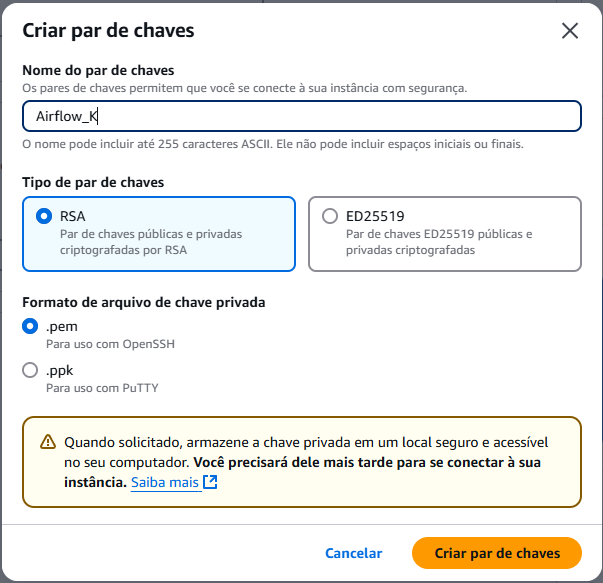 Criar par de chaves
Nome do par de chaves
Os pares de chaves permitem que você se conecte à sua instância com segurança.
Airflow_K
O nome pode incluir até 255 caracteres ASCII. Ele não pode incluir espaços iniciais ou finais.
Tipo de par de chaves
RSA
Par de chaves públicas e privadas
criptografadas por RSA
ED25519
Par de chaves ED25519 públicas e
privadas criptografadas
Formato de arquivo de chave privada
.pem
Para uso com OpenSSH
.ppk
Para uso com PuTTY
Quando solicitado, armazene a chave privada em um local seguro e acessível
no seu computador. Você precisará dele mais tarde para se conectar à sua
instância. Saiba mais
Cancelar
Criar par de chaves